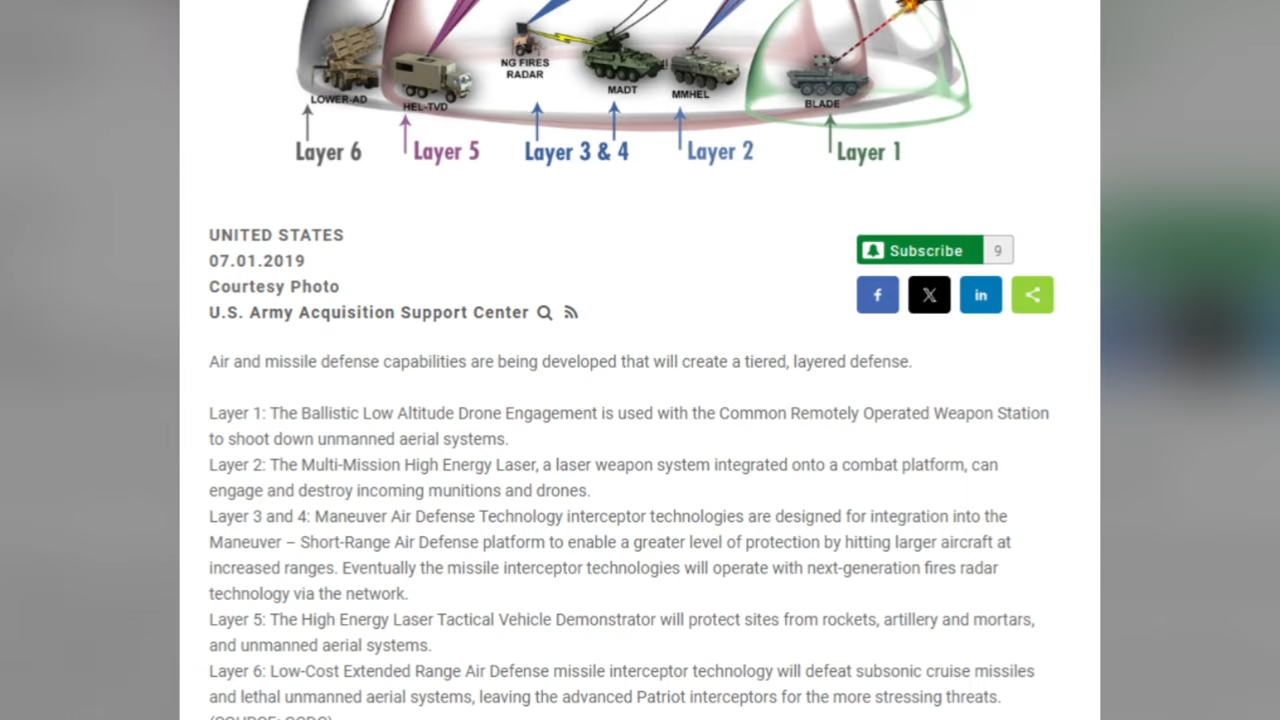 NG FIRES
RADAR
MADT
MMHEL
LOWER-AD
HEL-TVD
BLADE
Layer 6
Layer 5
Layer 3 & 4
Layer 2
Layer 1
UNITED STATES
07.01.2019
Courtesy Photo
U.S. Army Acquisition Support Center
Subscribe 9
f X in
Air and missile defense capabilities are being developed that will create a tiered, layered defense.
Layer 1: The Ballistic Low Altitude Drone Engagement is used with the Common Remotely Operated Weapon Station
to shoot down unmanned aerial systems.
Layer 2: The Multi-Mission High Energy Laser, a laser weapon system integrated onto a combat platform, can
engage and destroy incoming munitions and drones.
Layer 3 and 4: Maneuver Air Defense Technology interceptor technologies are designed for integration into the
Maneuver – Short-Range Air Defense platform to enable a greater level of protection by hitting larger aircraft at
increased ranges. Eventually the missile interceptor technologies will operate with next-generation fires radar
technology via the network.
Layer 5: The High Energy Laser Tactical Vehicle Demonstrator will protect sites from rockets, artillery and mortars,
and unmanned aerial systems.
Layer 6: Low-Cost Extended Range Air Defense missile interceptor technology will defeat subsonic cruise missiles
and lethal unmanned aerial systems, leaving the advanced Patriot interceptors for the more stressing threats.